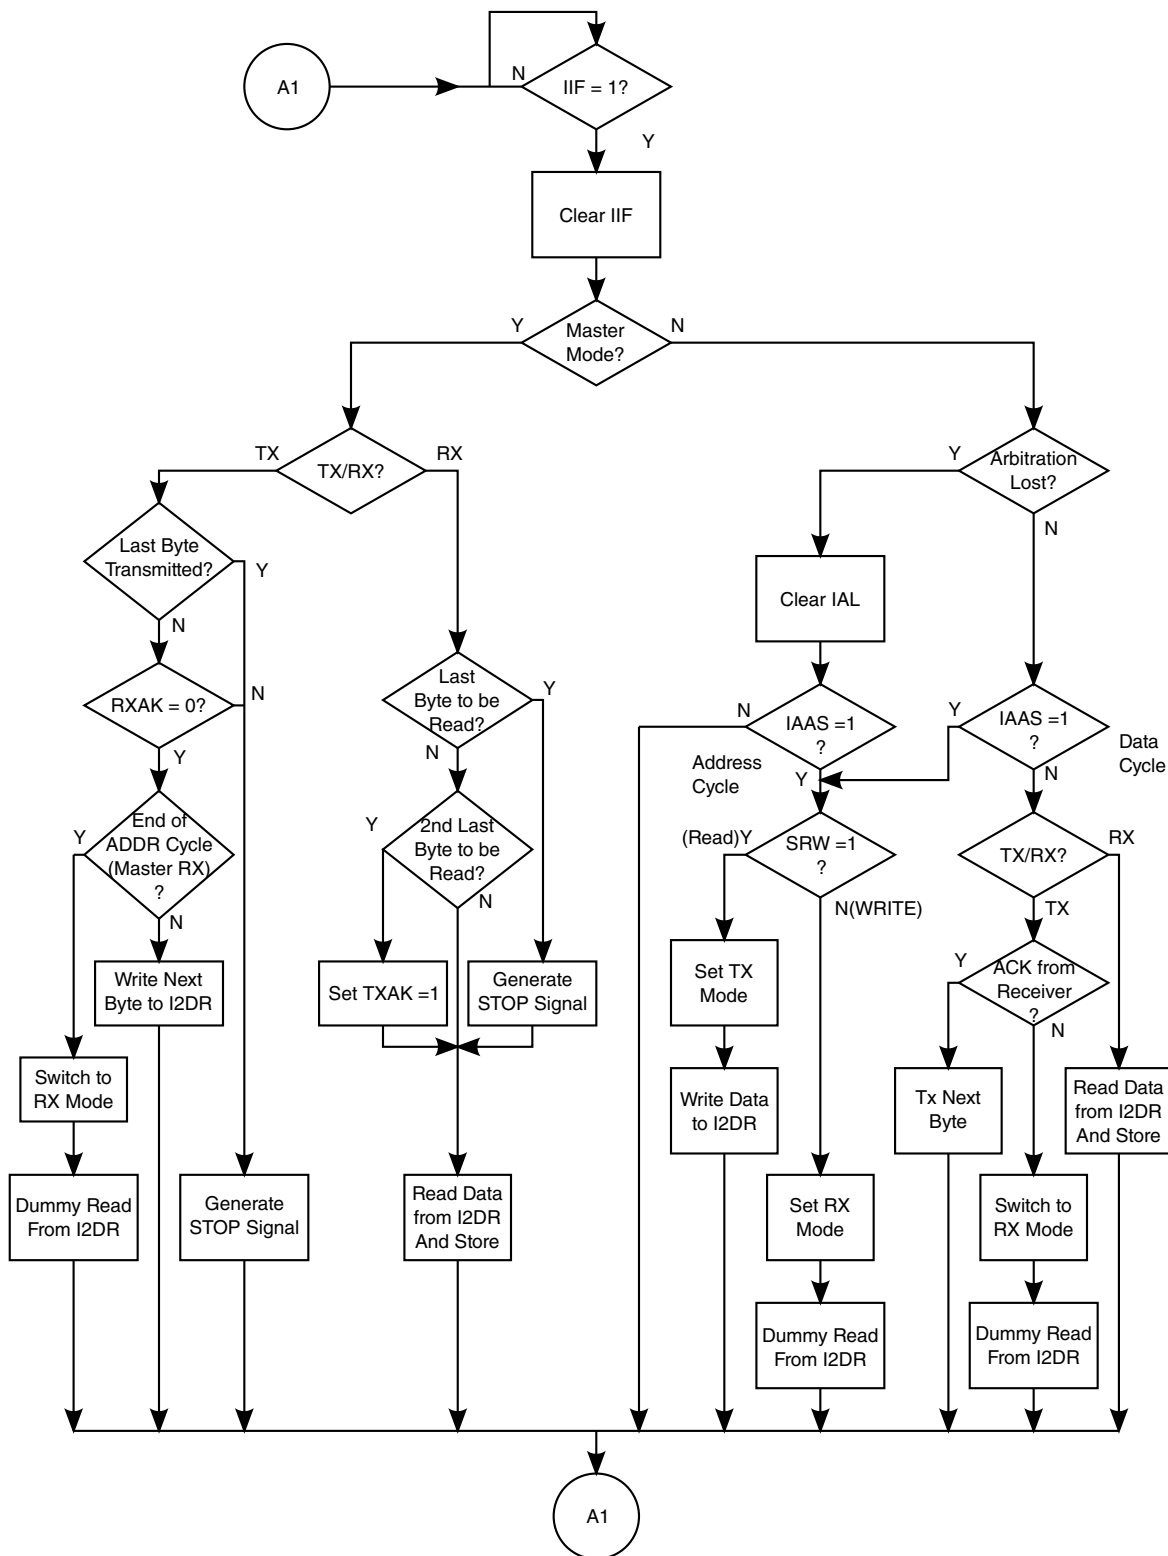 A1
N
IIF = 1?
Y
Clear IIF
Y
Master
Mode?
N
TX
TX/RX?
RX
Y
Arbitration
Lost?
N
Last Byte
Transmitted?
Y
N
Clear IAL
RXAK = 0?
N
Y
Last
Byte to be
Read?
Y
N
N
IAAS =1
?
Y
Address
Cycle
Y
IAAS =1
?
N
Data
Cycle
Y
End of
ADDR Cycle
(Master RX)
?
N
Y
2nd Last
Byte to be
Read?
N
(Read)Y
SRW =1
?
N(WRITE)
TX/RX?
RX
TX
Write Next
Byte to I2DR
Set TXAK =1
Generate
STOP Signal
Set TX
Mode
Y
ACK from
Receiver
?
N
Switch to
RX Mode
Write Data
to I2DR
Tx Next
Byte
Read Data
from I2DR
And Store
Dummy Read
From I2DR
Generate
STOP Signal
Read Data
from I2DR
And Store
Set RX
Mode
Switch to
RX Mode
Dummy Read
From I2DR
Dummy Read
From I2DR
A1